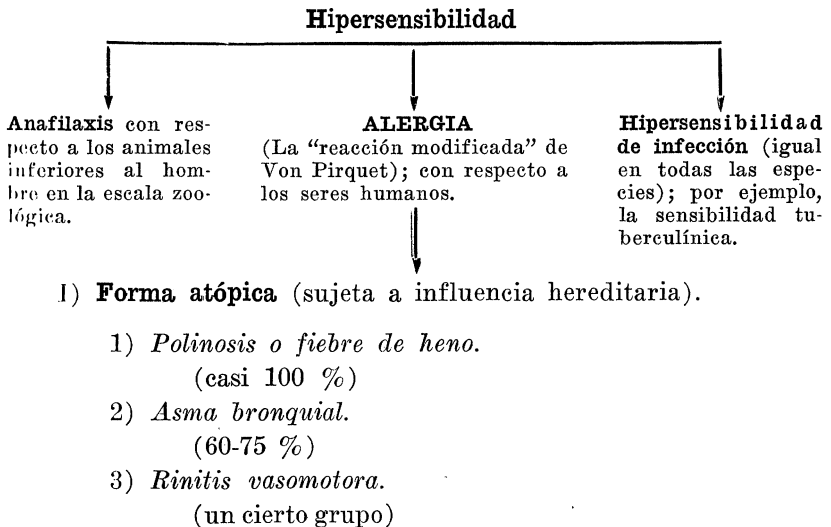 Hipersensibilidad
Anafilaxis con res-
pecto a los animales
inferiores al hom-
bre en la escala zoo-
lógica.
ALERGIA
(La “reacción modificada” de
Von Pirquet); con respecto a
los seres humanos.
Hipersensibilidad
de infección (igual
en todas las espe-
cies); por ejemplo,
la sensibilidad tu-
berculínica.
I) Forma atópica (sujeta a influencia hereditaria).
1) Polinosis o fiebre de heno.
(casi 100 %)
2) Asma bronquial.
(60-75 %)
3) Rinitis vasomotora.
(un cierto grupo)